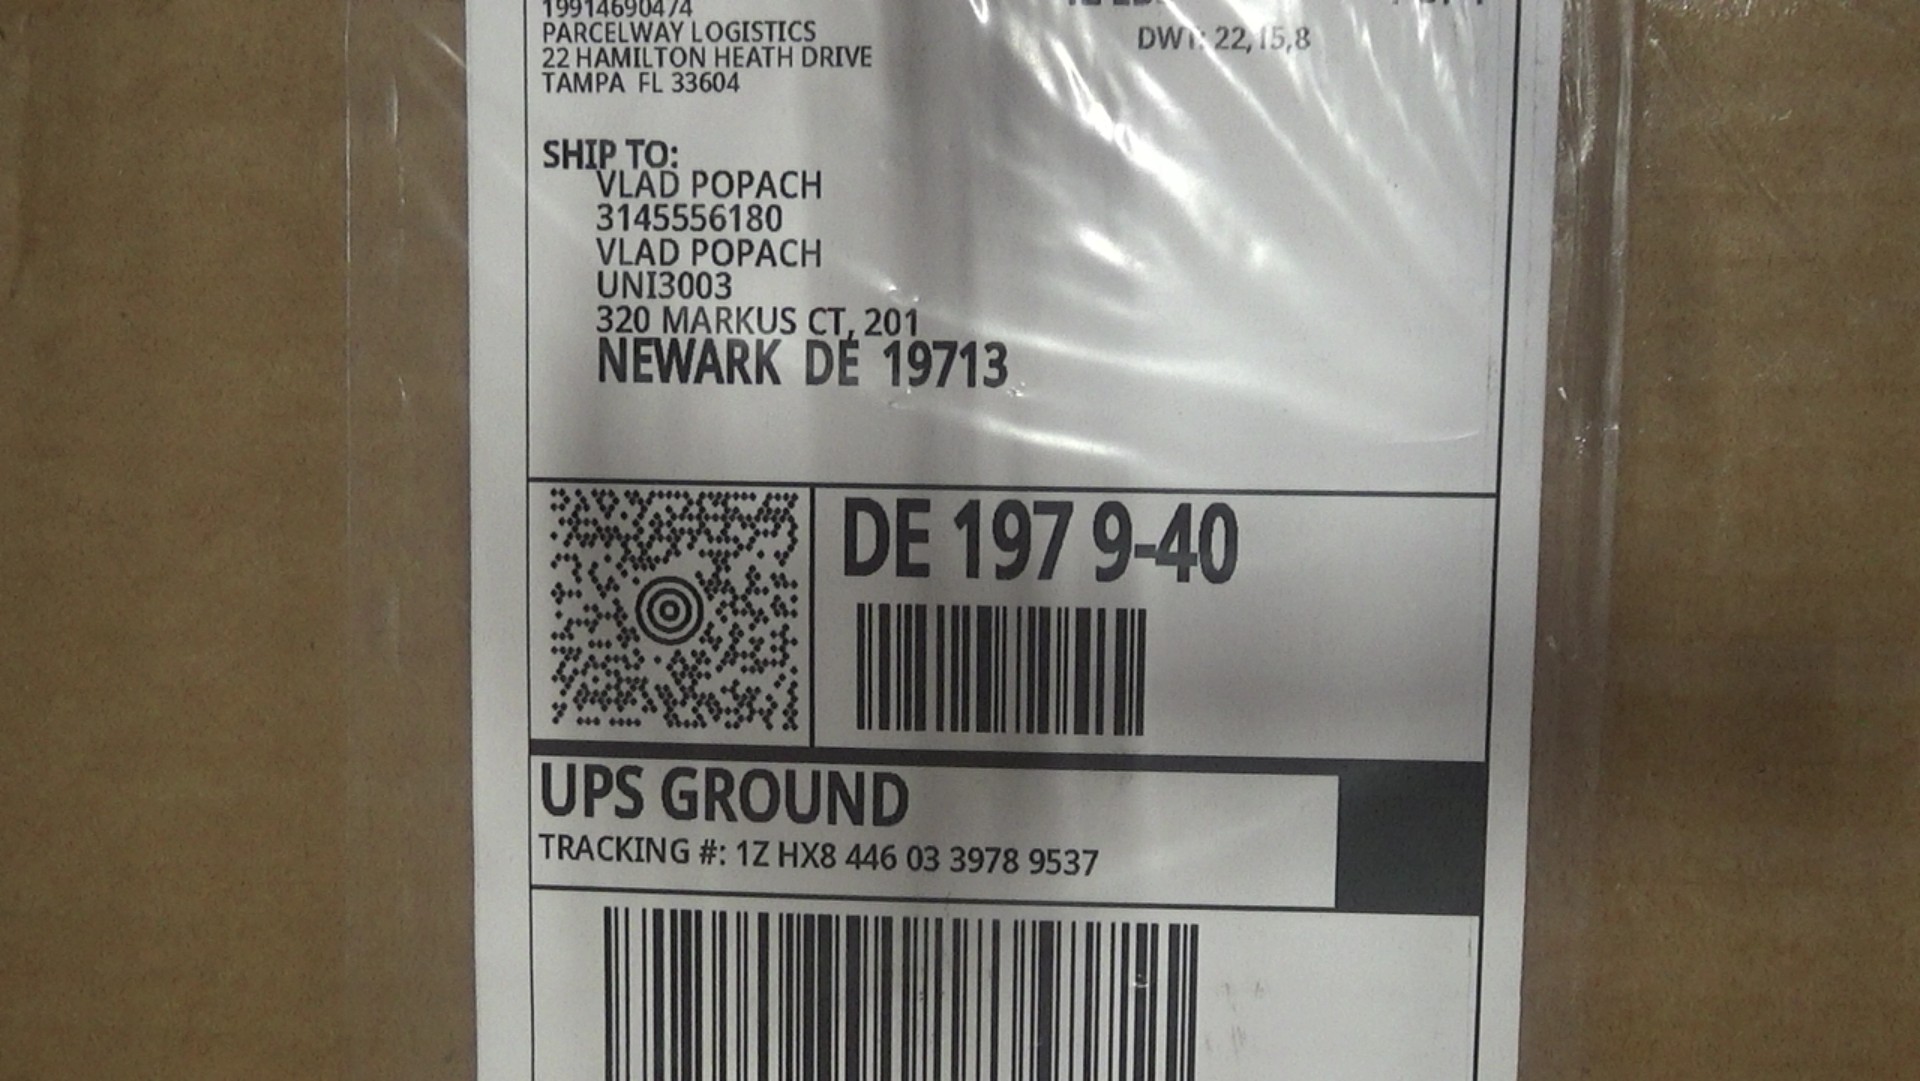 19914690474
PARCELWAY LOGISTICS
22 HAMILTON HEATH DRIVE
TAMPA FL 33604
DWT: 22,15,8
SHIP TO:
VLAD POPACH
3145556180
VLAD POPACH
UNI3003
320 MARKUS CT, 201
NEWARK DE 19713
DE 197 9-40
UPS GROUND
TRACKING #: 1Z HX8 446 03 3978 9537